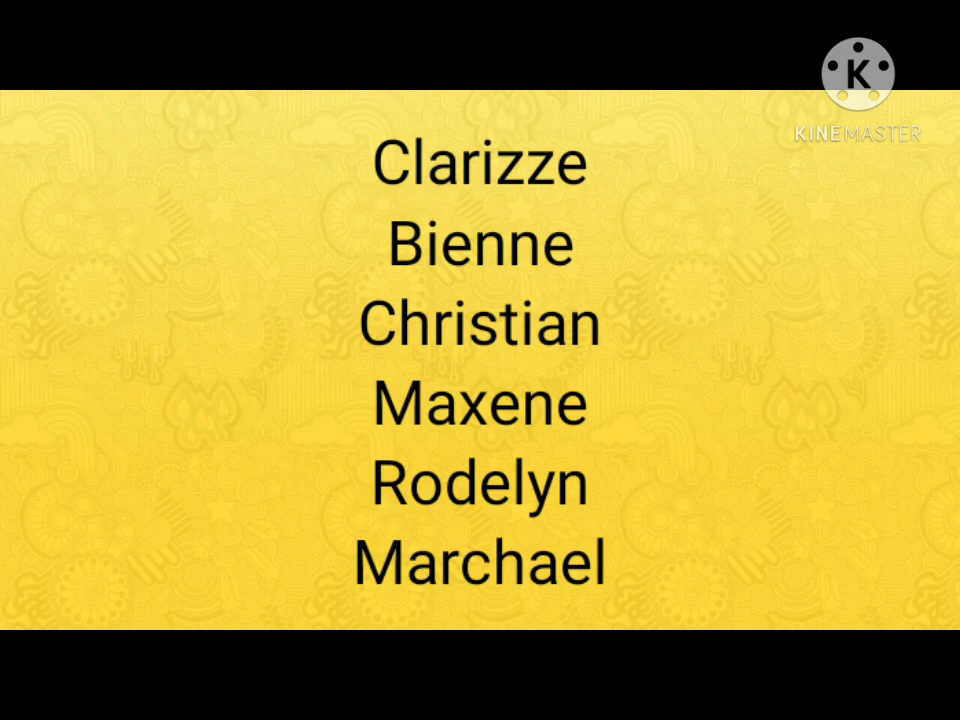 K
KINEMASTER
Clarizze
Bienne
Christian
Maxene
Rodelyn
Marchael